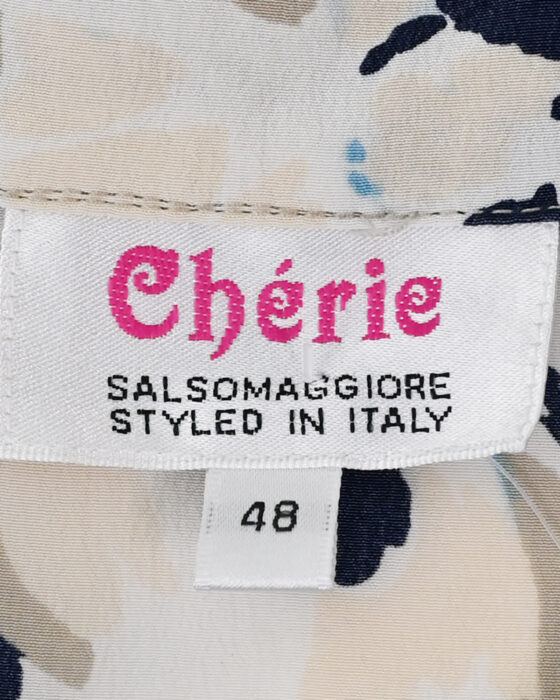 Chérie
SALSOMAGGIORE
STYLED IN ITALY
48